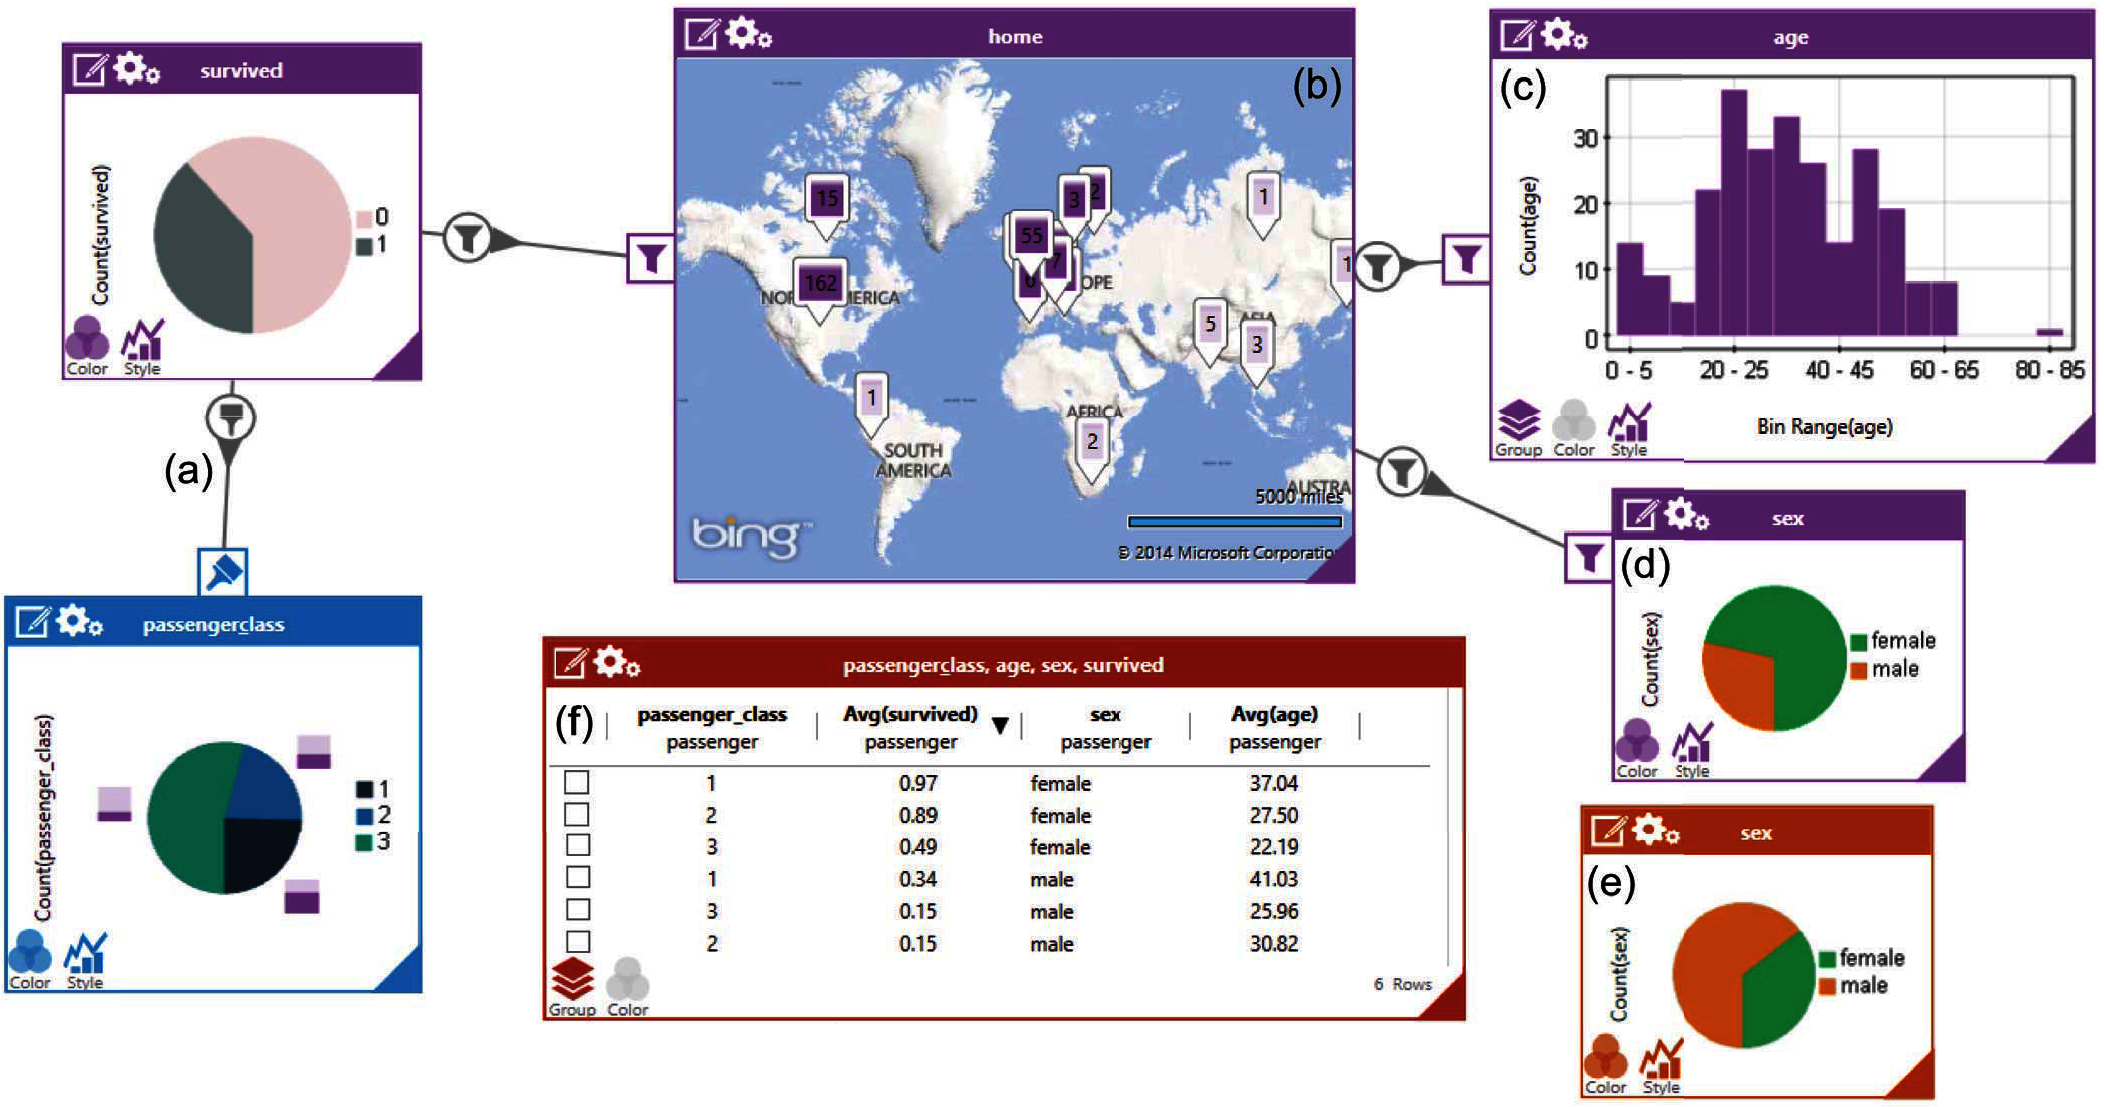 survived
Count(survived)
0
1
Color
Style
(a)
passengerclass
Count(passenger_class)
1
2
3
Color
Style
home
(b)
15
3
2
1
55
7
162
1
5
3
1
2
OPE
ASIA
AFRICA
SOUTH
AMERICA
AUSTRA
5000 miles
bing™
© 2014 Microsoft Corporatio
age
(c)
Count(age)
30
20
10
0
0 - 5
20 - 25
40 - 45
60 - 65
80 - 85
Bin Range(age)
Group
Color
Style
sex
(d)
Count(sex)
female
male
Color
Style
passengerclass, age, sex, survived
(f)
passenger_class Avg(survived) ▼ sex Avg(age)
passenger passenger passenger passenger
1 0.97 female 37.04
2 0.89 female 27.50
3 0.49 female 22.19
1 0.34 male 41.03
3 0.15 male 25.96
2 0.15 male 30.82
6 Rows
Group
Color
sex
(e)
Count(sex)
female
male
Color
Style